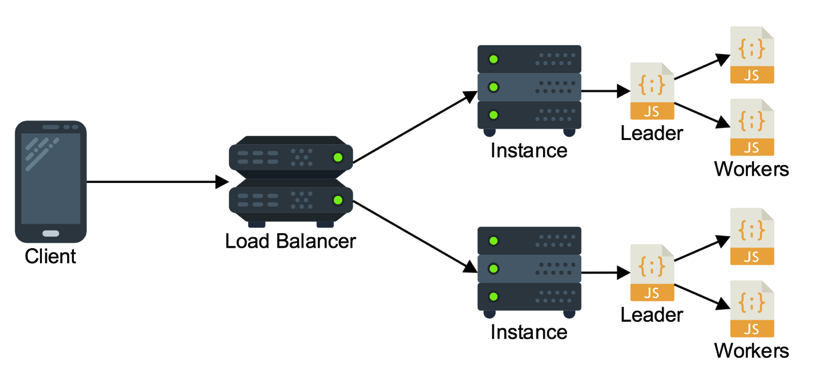 Client
Load Balancer
Instance
{;}
JS
Leader
{;}
JS
{;}
JS
Workers
Instance
{;}
JS
Leader
{;}
JS
{;}
JS
Workers